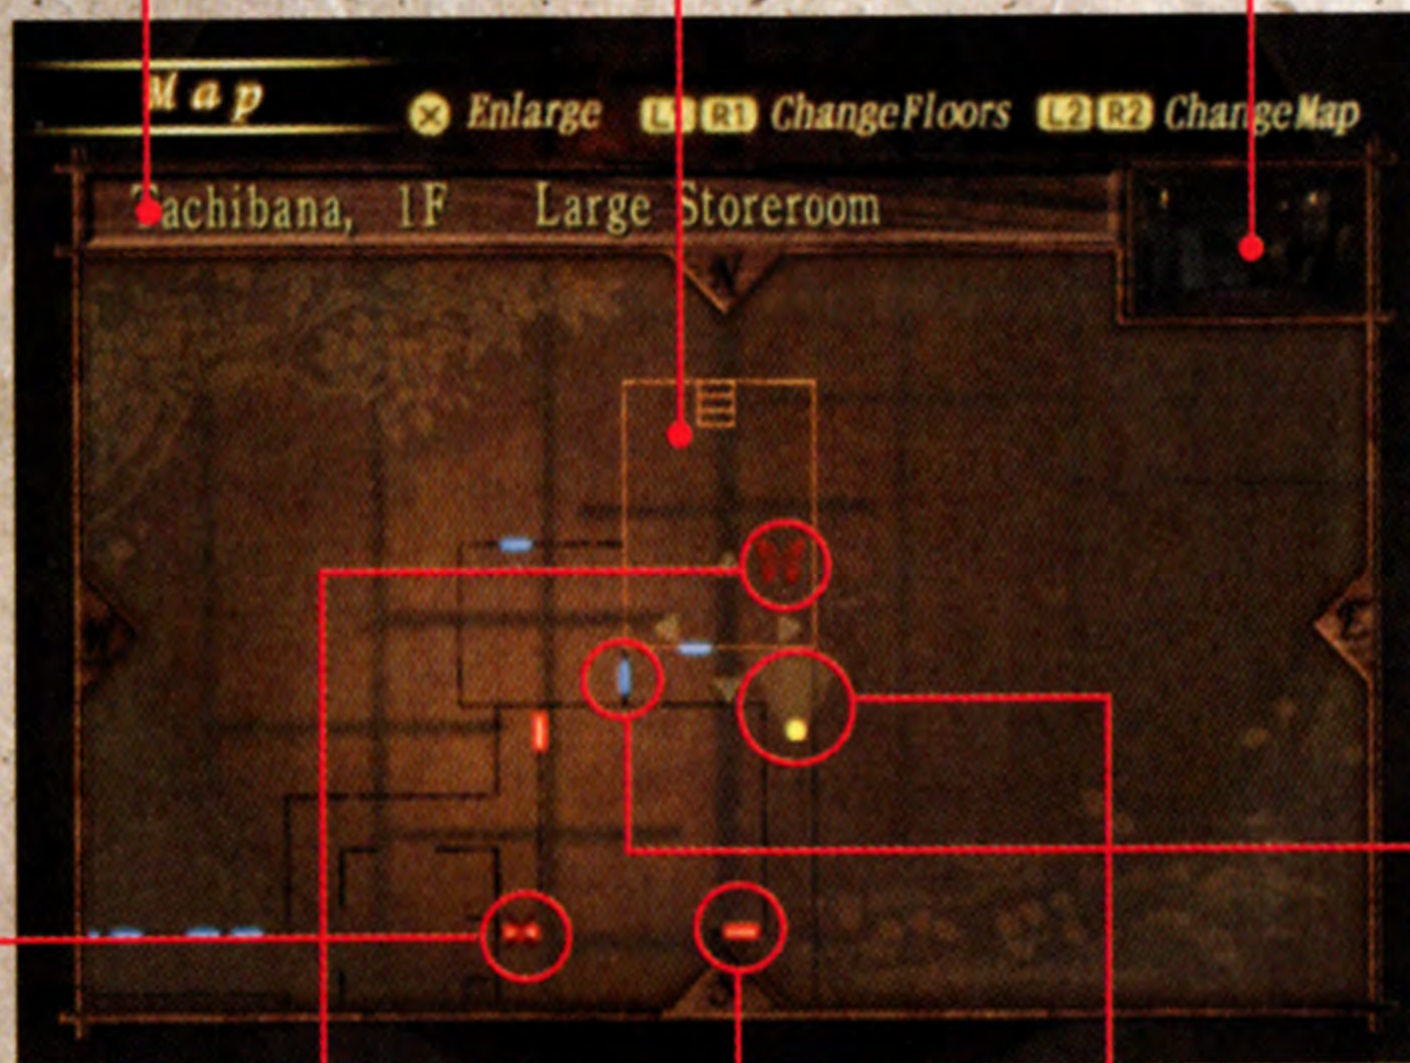 Map
Ⓧ Enlarge L1 R1 ChangeFloors L2 R2 ChangeMap
Tachibana, 1F Large Storeroom
N
E
S